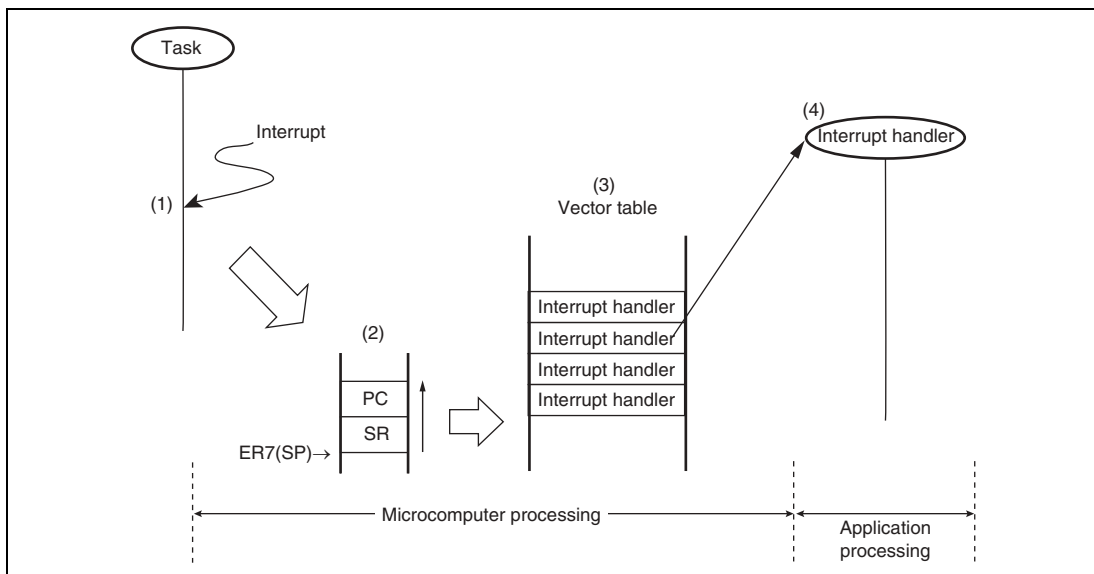 Task
Interrupt
(1)
(2)
PC
SR
ER7(SP)→
(3)
Vector table
Interrupt handler
Interrupt handler
Interrupt handler
Interrupt handler
(4)
Interrupt handler
Microcomputer processing
Application
processing